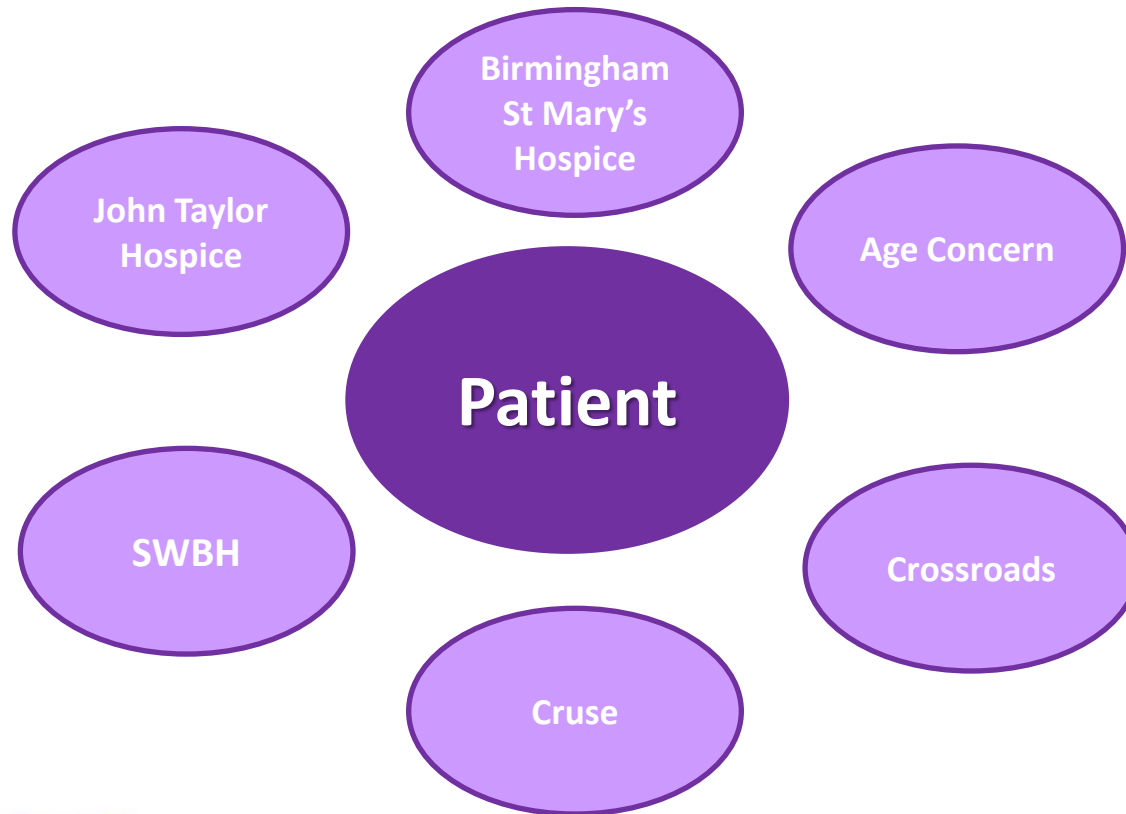 Birmingham
St Mary’s
Hospice
John Taylor
Hospice
Age Concern
Patient
SWBH
Crossroads
Cruse